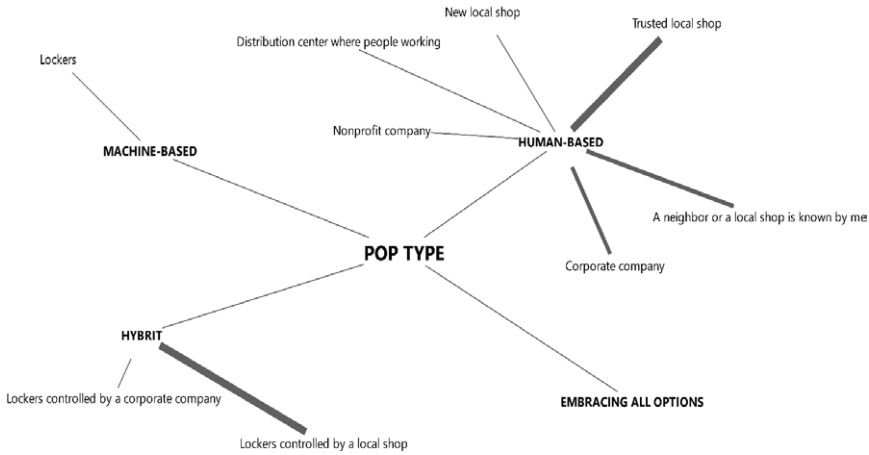 New local shop
Trusted local shop
Distribution center where people working
Lockers
Nonprofit company
HUMAN-BASED
MACHINE-BASED
A neighbor or a local shop is known by me
POP TYPE
Corporate company
HYBRIT
Lockers controlled by a corporate company
EMBRACING ALL OPTIONS
Lockers controlled by a local shop